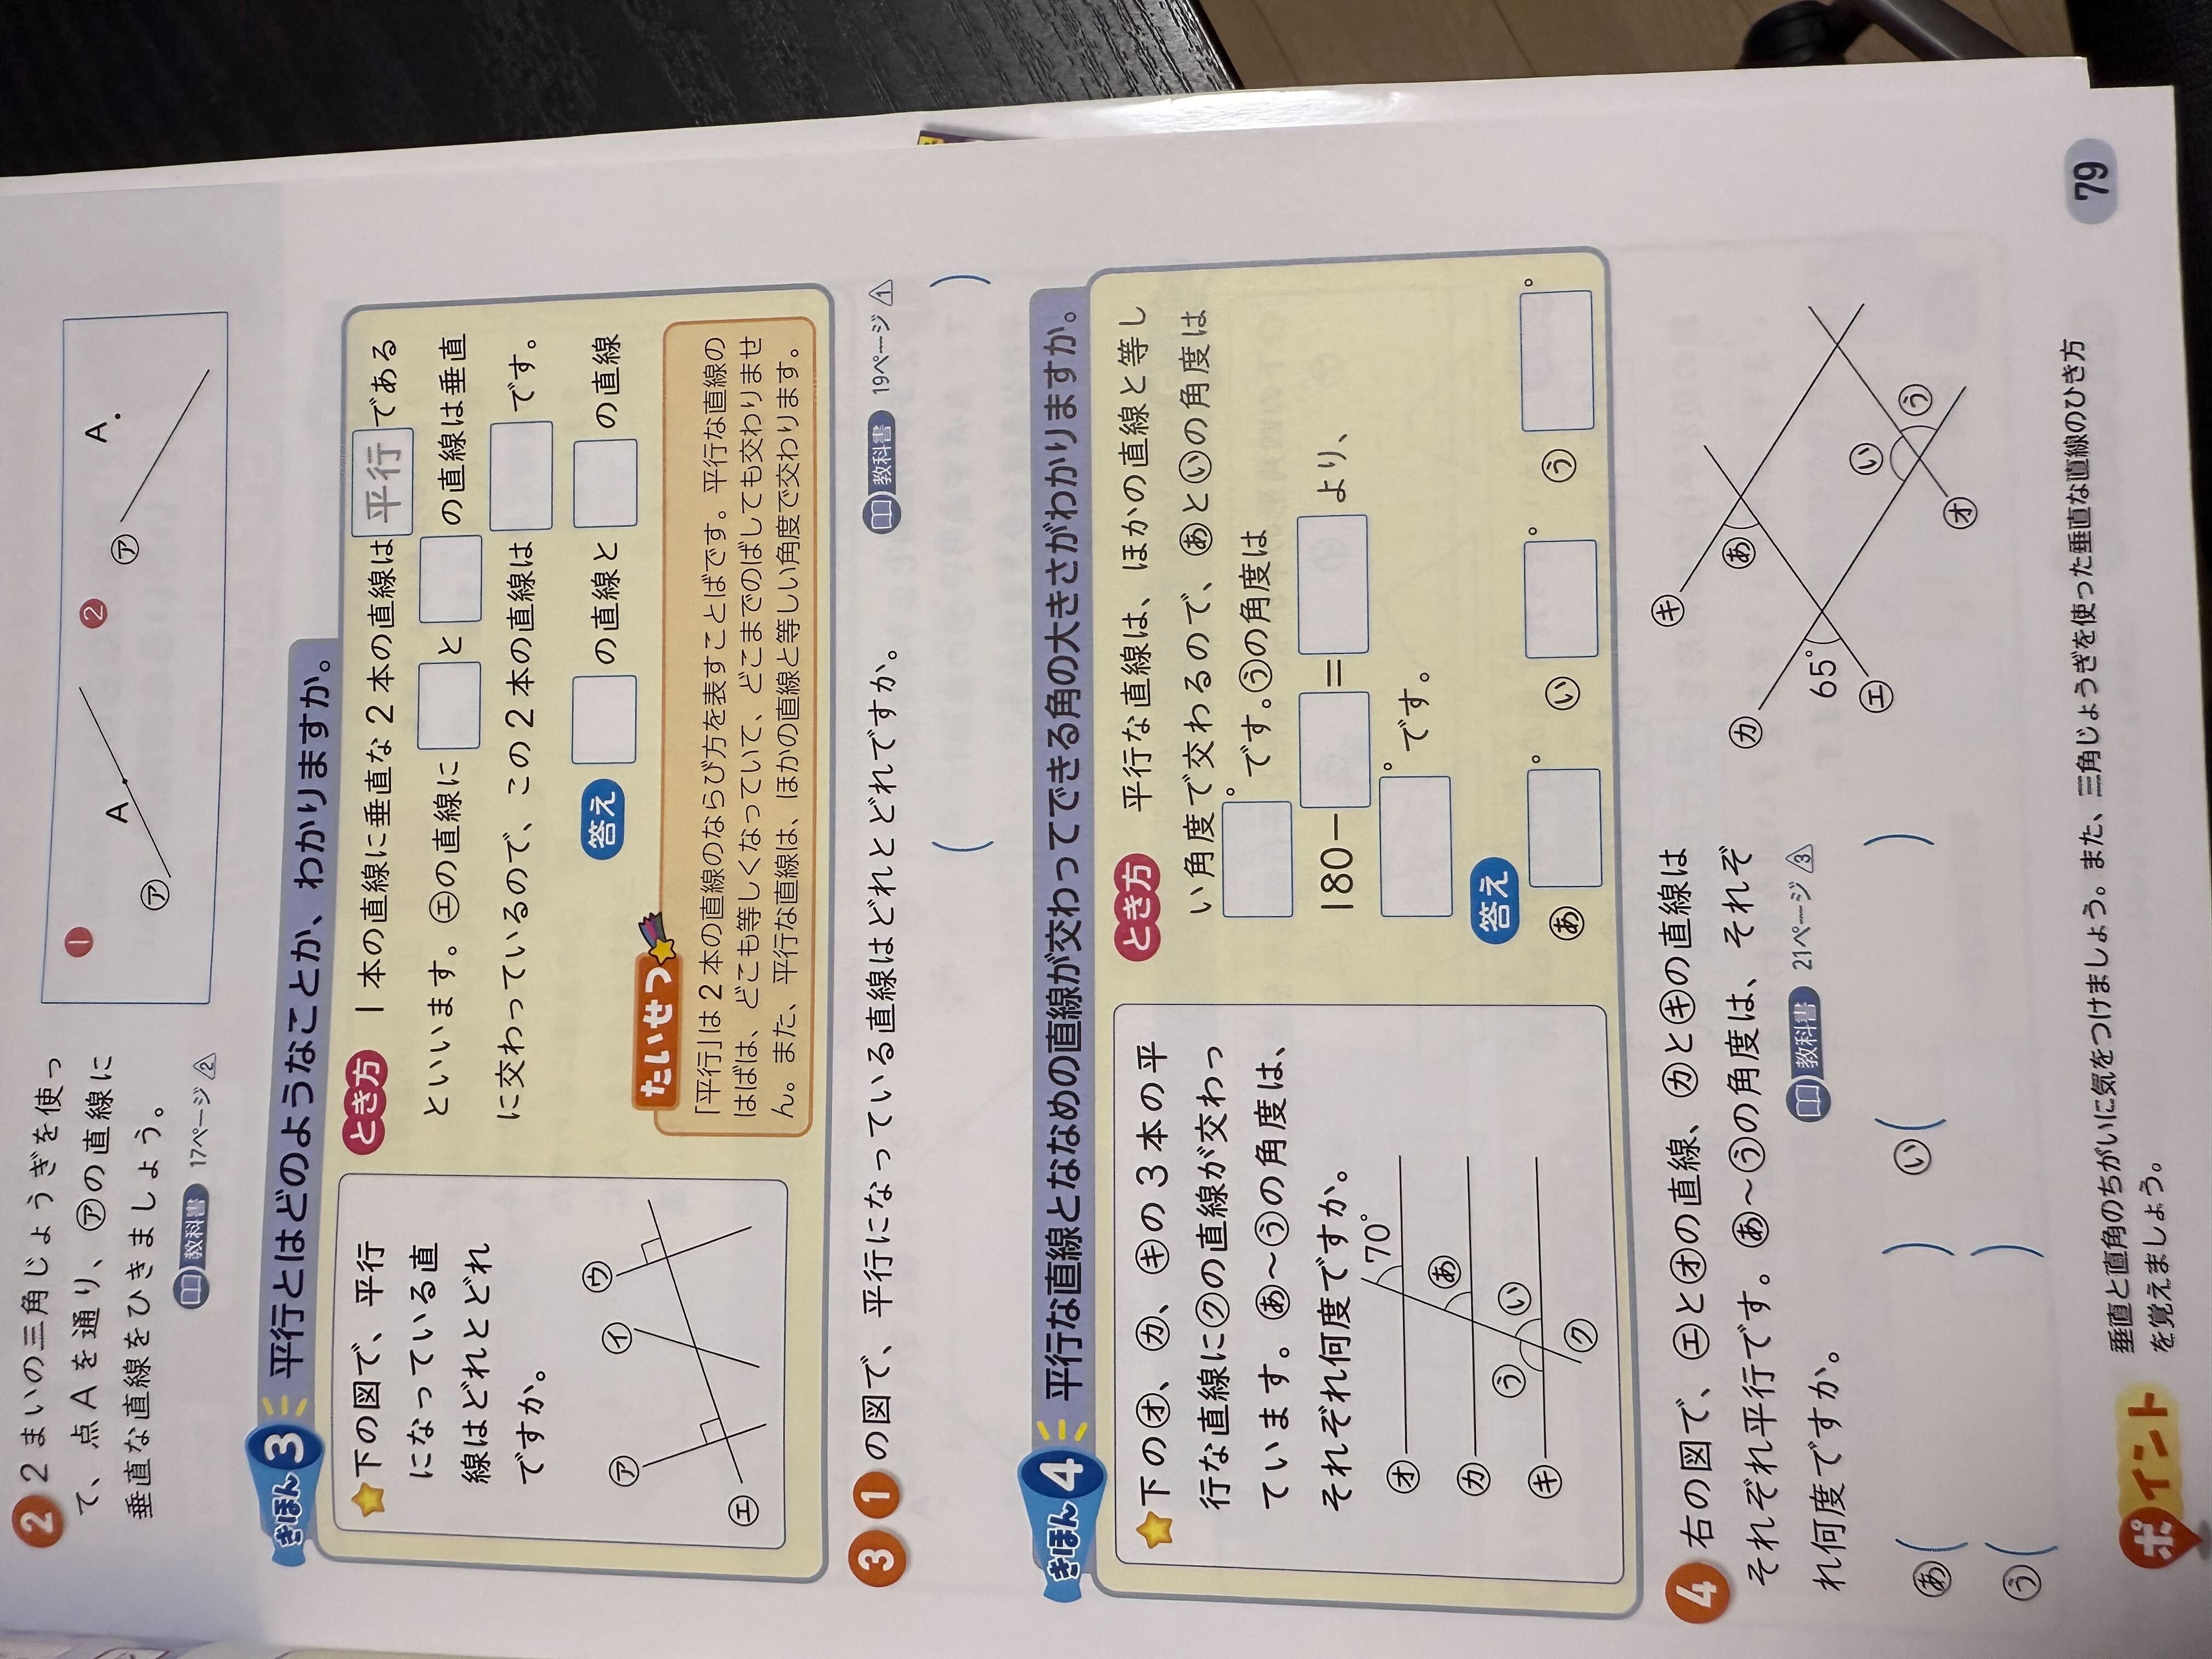 2 2まいの三角じょうぎを使っ
て、点Aを通り、㋐の直線に
垂直な直線をひきましょう。
教科書 17ページ 2
1
A
㋐
2
A
㋐
きほん 3 平行とはどのようなことか、わかりますか。
下の図で、平行
になっている直
線はどれとどれ
ですか。
㋐
㋑
㋒
㋓
とき方 1本の直線に垂直な2本の直線は 平行 である
といいます。㋓の直線に と の直線は垂直
に交わっているので、この2本の直線は です。
答え の直線と の直線
たいせつ
「平行」は2本の直線のならび方を表すことばです。平行な直線の
はばは、どこも等しくなっていて、どこまでのばしても交わりませ
ん。また、平行な直線は、ほかの直線と等しい角度で交わります。
3 1 の図で、平行になっている直線はどれとどれですか。
教科書 19ページ 1
( )
きほん 4 平行な直線とななめの直線が交わってできる角の大きさがわかりますか。
下の㋔、㋕、㋖の3本の平
行な直線に㋗の直線が交わっ
ています。あ~うの角度は、
それぞれ何度ですか。
70°
㋔
あ
㋕
う
い
㋖
㋗
とき方 平行な直線は、ほかの直線と等し
い角度で交わるので、あといの角度は
°です。うの角度は
180− = より、
°です。
答え
あ ° い ° う °
4 右の図で、㋓と㋔の直線、㋕と㋖の直線は
それぞれ平行です。あ~うの角度は、それぞ
れ何度ですか。
教科書 21ページ 3
あ( ) い( )
う( )
㋖
㋕
あ
65°
㋓
い
う
㋔
ポイント 垂直と直角のちがいに気をつけましょう。また、三角じょうぎを使った垂直な直線のひき方
を覚えましょう。
79